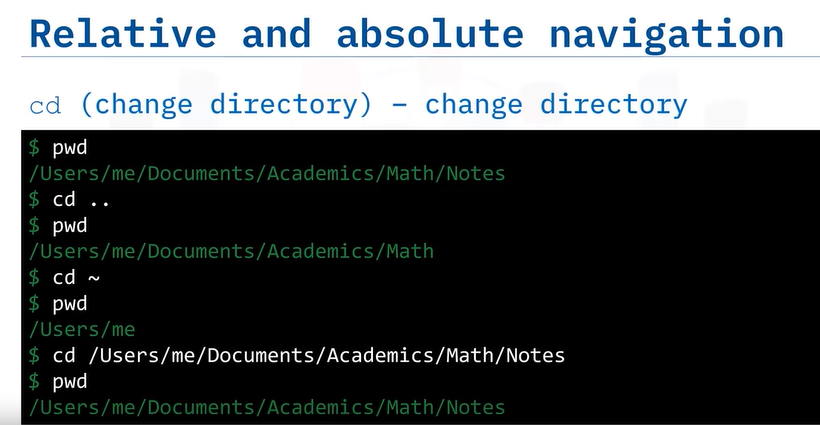 Relative and absolute navigation
cd (change directory) – change directory
$ pwd
/Users/me/Documents/Academics/Math/Notes
$ cd ..
$ pwd
/Users/me/Documents/Academics/Math
$ cd ~
$ pwd
/Users/me
$ cd /Users/me/Documents/Academics/Math/Notes
$ pwd
/Users/me/Documents/Academics/Math/Notes